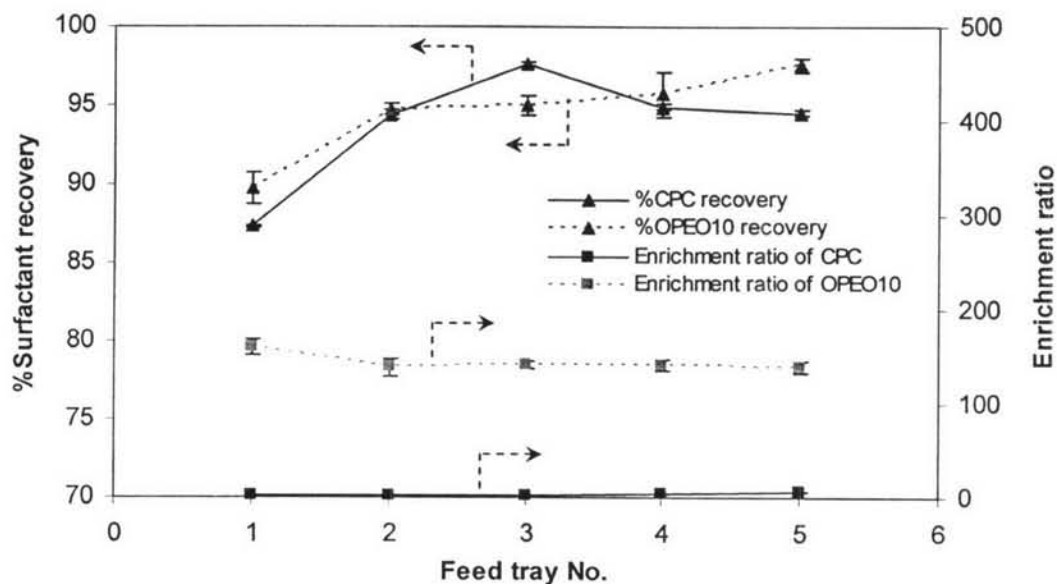 100
95
90
85
80
75
70
%Surfactant recovery
500
400
300
200
100
0
Enrichment ratio
%CPC recovery
%OPEO10 recovery
Enrichment ratio of CPC
Enrichment ratio of OPEO10
0 1 2 3 4 5 6
Feed tray No.